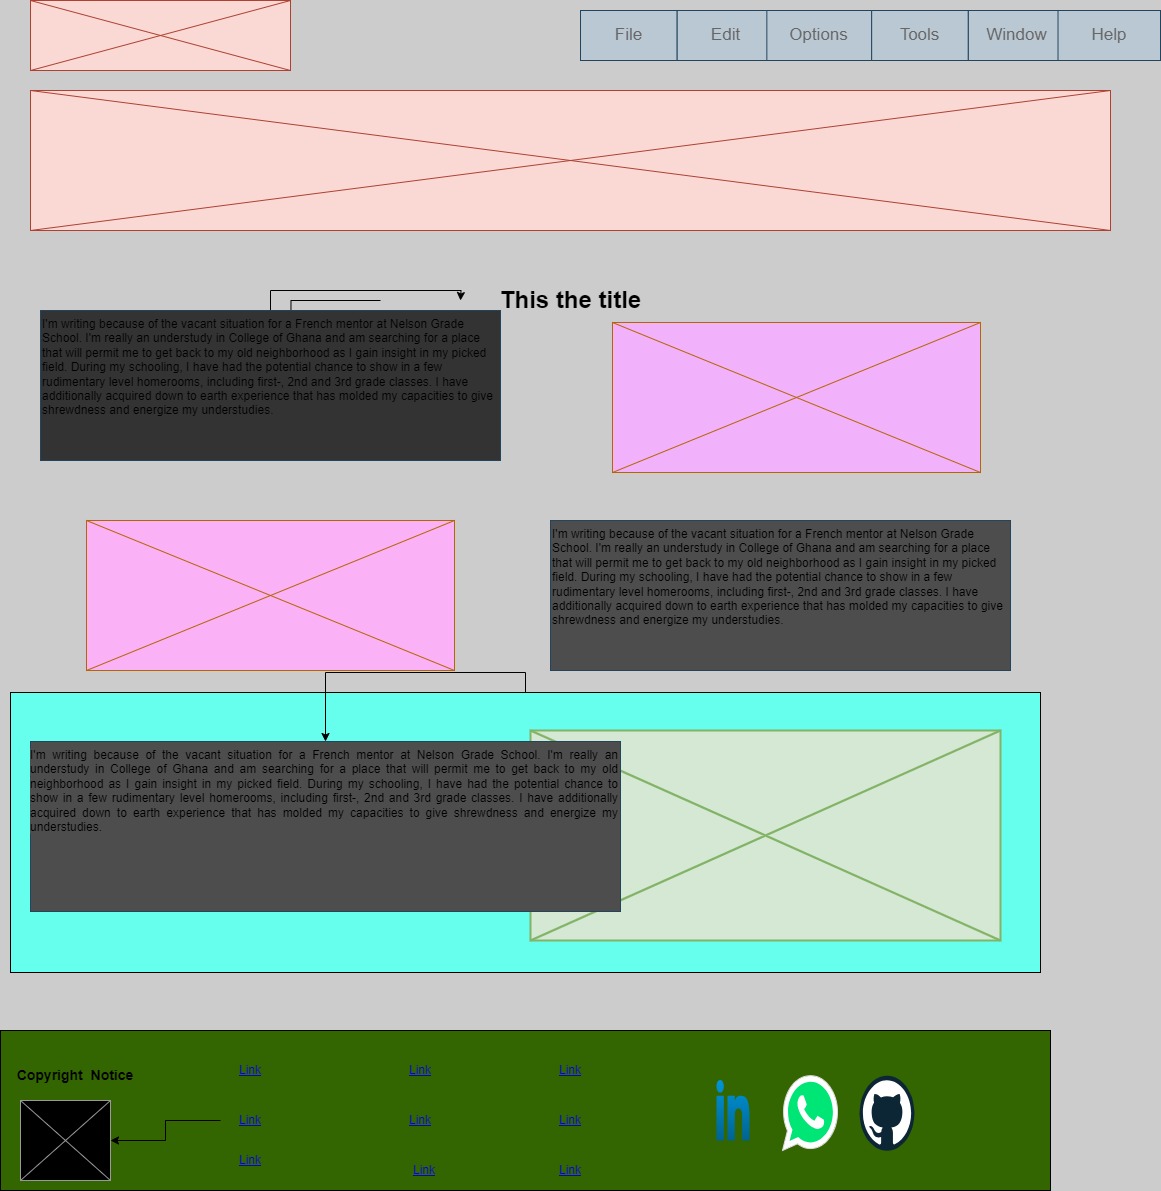 File Edit Options Tools Window Help
This the title
I'm writing because of the vacant situation for a French mentor at Nelson Grade
School. I'm really an understudy in College of Ghana and am searching for a place
that will permit me to get back to my old neighborhood as I gain insight in my picked
field. During my schooling, I have had the potential chance to show in a few
rudimentary level homerooms, including first-, 2nd and 3rd grade classes. I have
additionally acquired down to earth experience that has molded my capacities to give
shrewdness and energize my understudies.
I'm writing because of the vacant situation for a French mentor at Nelson Grade
School. I'm really an understudy in College of Ghana and am searching for a place
that will permit me to get back to my old neighborhood as I gain insight in my picked
field. During my schooling, I have had the potential chance to show in a few
rudimentary level homerooms, including first-, 2nd and 3rd grade classes. I have
additionally acquired down to earth experience that has molded my capacities to give
shrewdness and energize my understudies.
I'm writing because of the vacant situation for a French mentor at Nelson Grade School. I'm really an
understudy in College of Ghana and am searching for a place that will permit me to get back to my old
neighborhood as I gain insight in my picked field. During my schooling, I have had the potential chance to
show in a few rudimentary level homerooms, including first-, 2nd and 3rd grade classes. I have additionally
acquired down to earth experience that has molded my capacities to give shrewdness and energize my
understudies.
Copyright Notice
Link Link Link
Link Link Link
Link Link Link
in